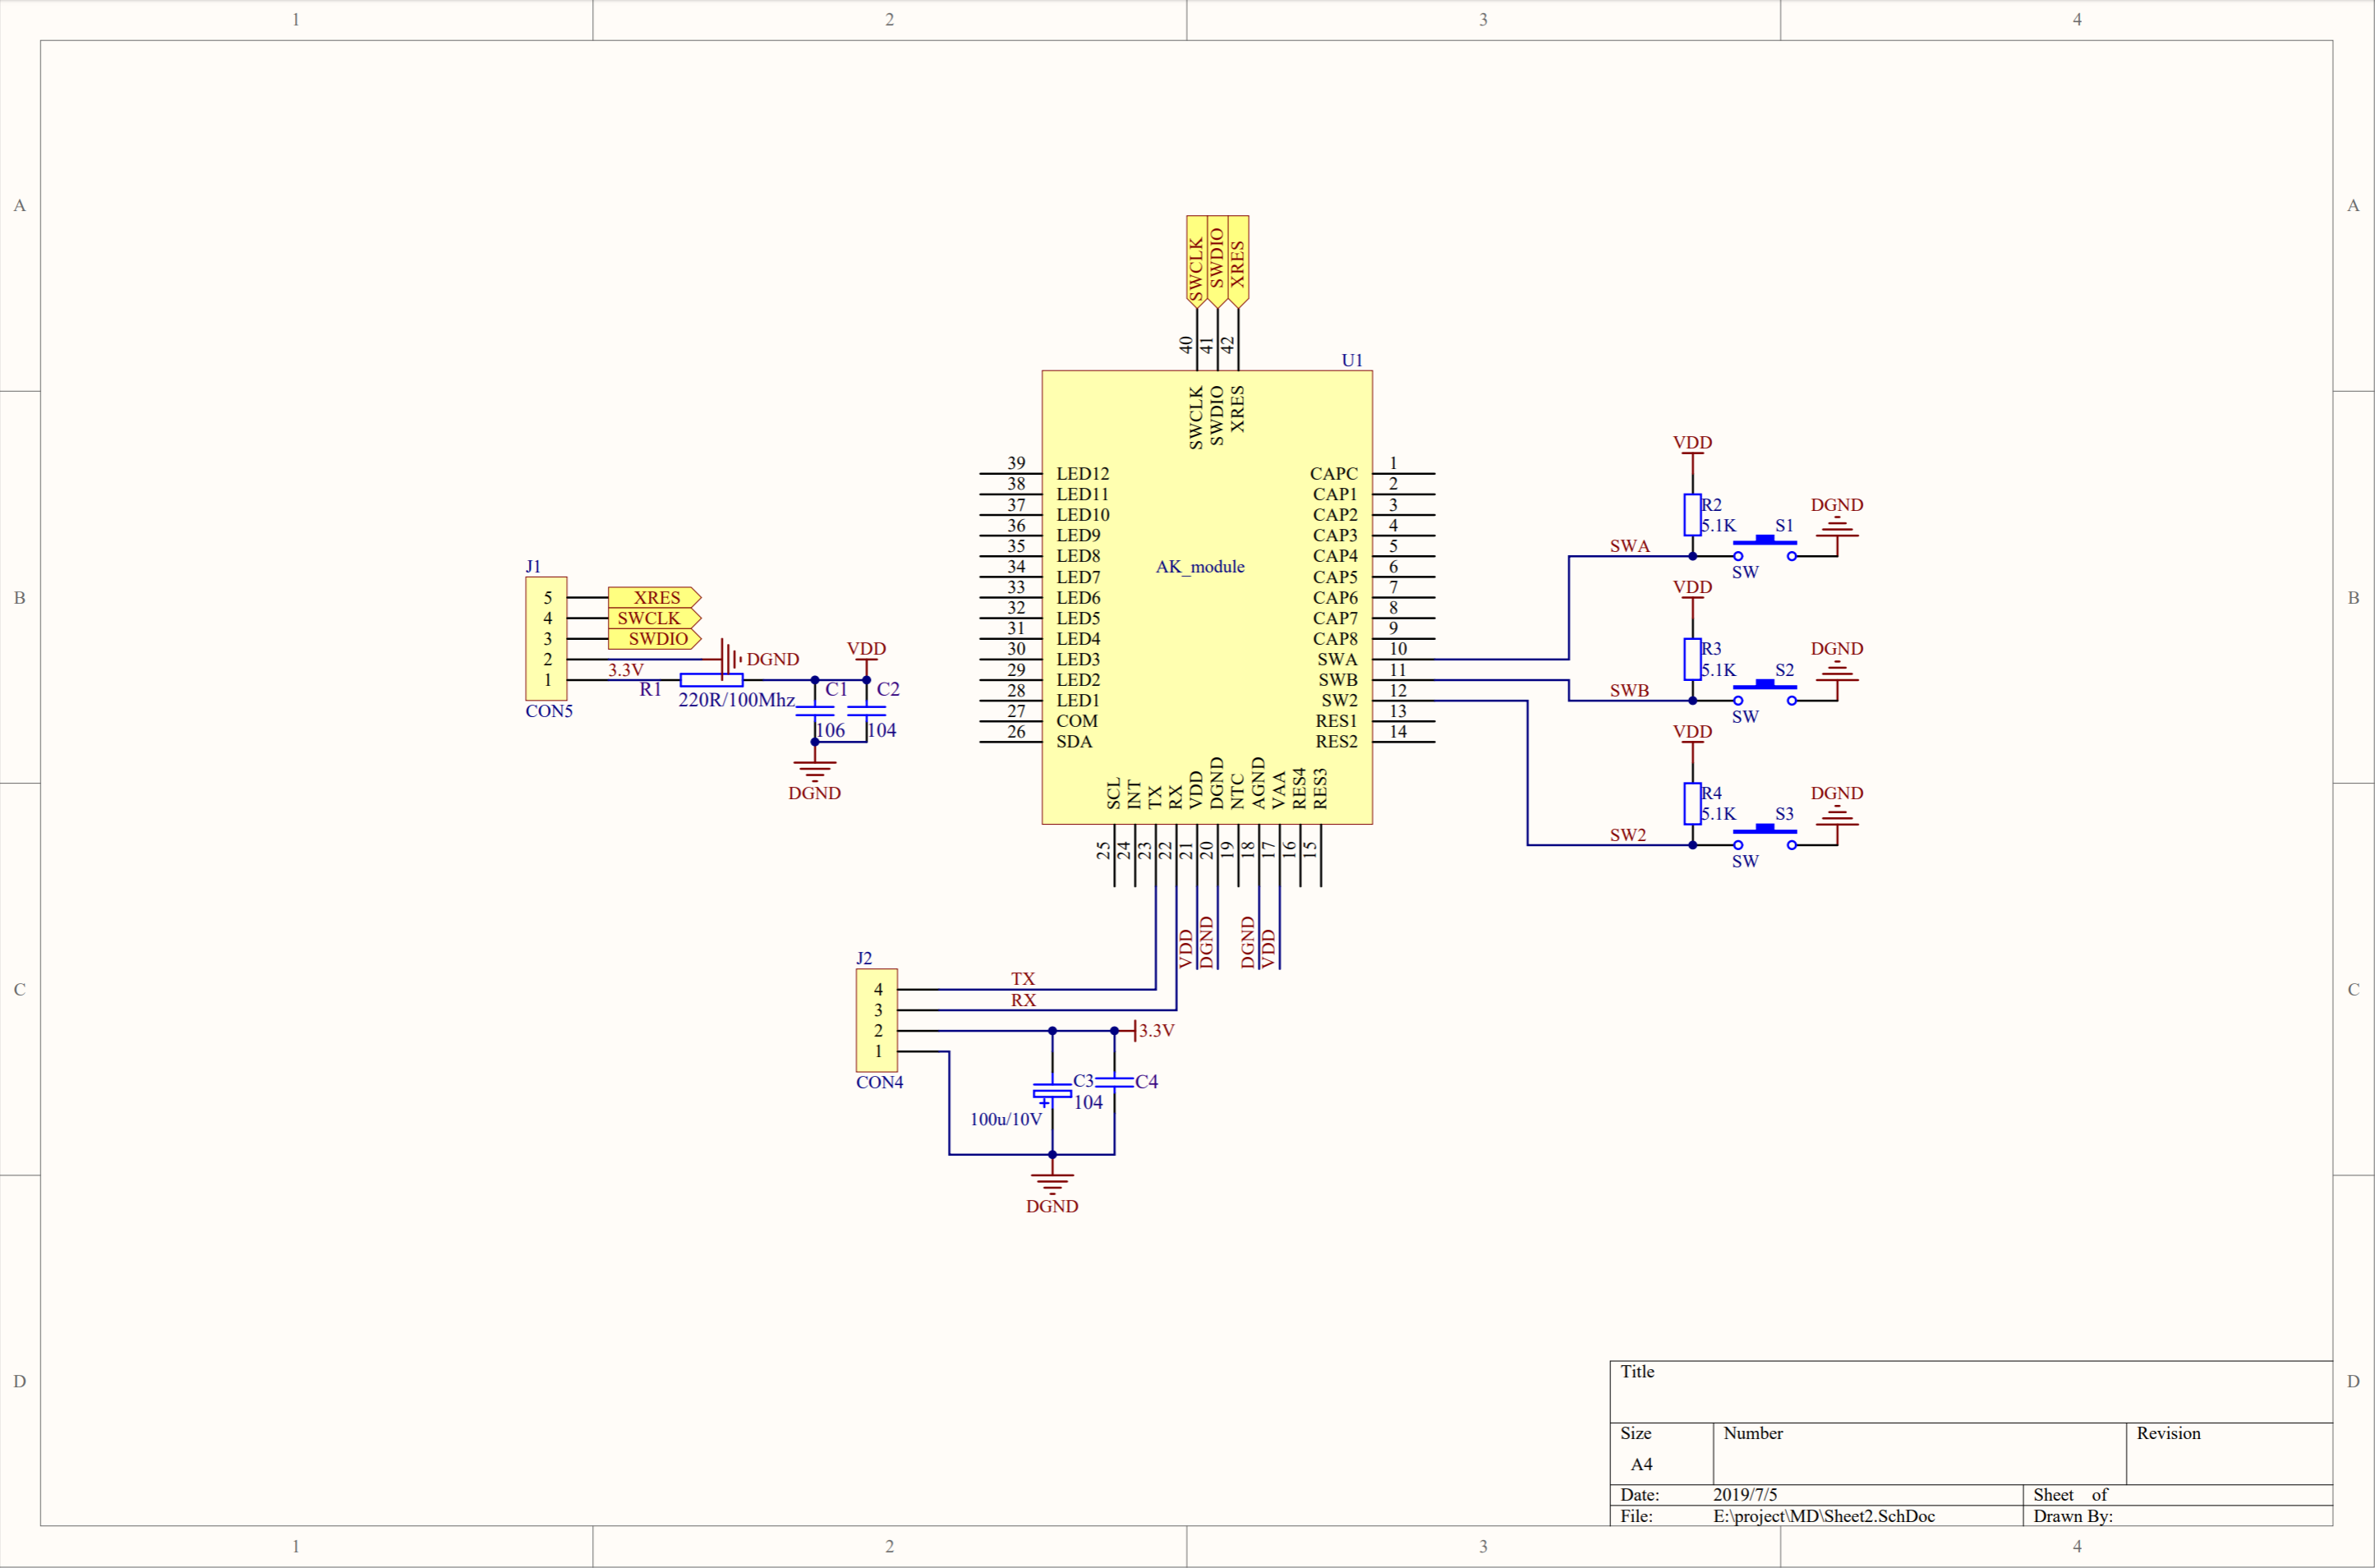 1 2 3 4
A A
SWCLK
SWDIO
XRES
40
41
42
U1
SWCLK
SWDIO
XRES
B B
AK_module
39 LED12
38 LED11
37 LED10
36 LED9
35 LED8
34 LED7
33 LED6
32 LED5
31 LED4
30 LED3
29 LED2
28 LED1
27 COM
26 SDA
CAPC 1
CAP1 2
CAP2 3
CAP3 4
CAP4 5
CAP5 6
CAP6 7
CAP7 8
CAP8 9
SWA 10
SWB 11
SW2 12
RES1 13
RES2 14
SCL
INT
TX
RX
VDD
DGND
NTC
AGND
VAA
RES4
RES3
25
24
23
22
21
20
19
18
17
16
15
VDD
DGND
DGND
VDD
J1
5 XRES
4 SWCLK
3 SWDIO
2 DGND
1 3.3V
CON5
R1
220R/100Mhz
VDD
C1 C2
106 104
DGND
VDD
R2
5.1K
SWA
S1
SW
DGND
VDD
R3
5.1K
SWB
S2
SW
DGND
VDD
R4
5.1K
SW2
S3
SW
DGND
C C
J2
4 TX
3 RX
2 3.3V
1
CON4
C3 C4
104
100u/10V
DGND
D D
Title
Size Number Revision
A4
Date: 2019/7/5 Sheet of
File: E:\project\MD\Sheet2.SchDoc Drawn By:
1 2 3 4